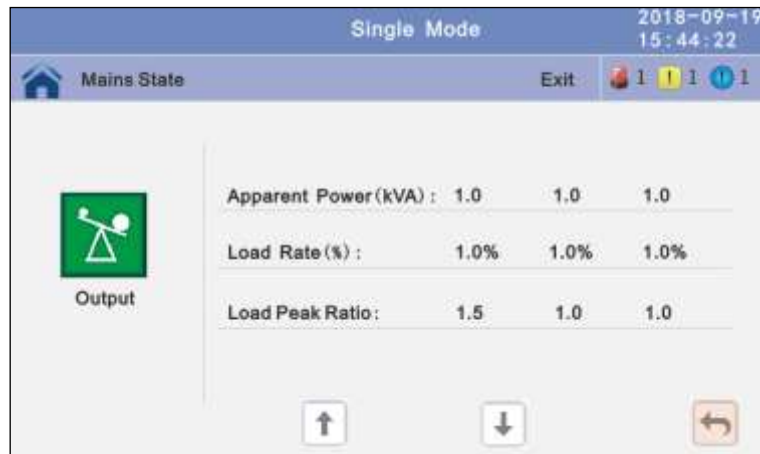 Single Mode
2018-09-19
15:44:22
Mains State Exit 1 ! 1 ! 1
Apparent Power(kVA): 1.0 1.0 1.0
Load Rate(%): 1.0% 1.0% 1.0%
Output
Load Peak Ratio: 1.5 1.0 1.0